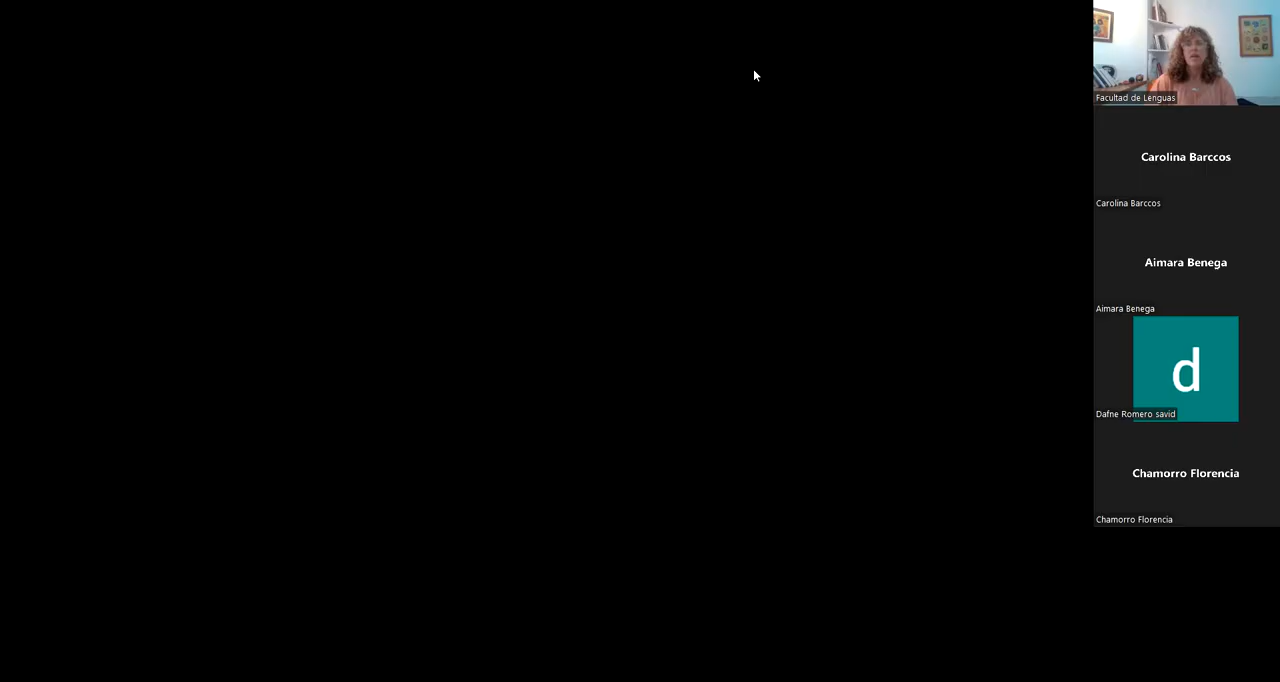 Facultad de Lenguas
Carolina Barccos
Carolina Barccos
Aimara Benega
Aimara Benega
d
Dafne Romero savid
Chamorro Florencia
Chamorro Florencia